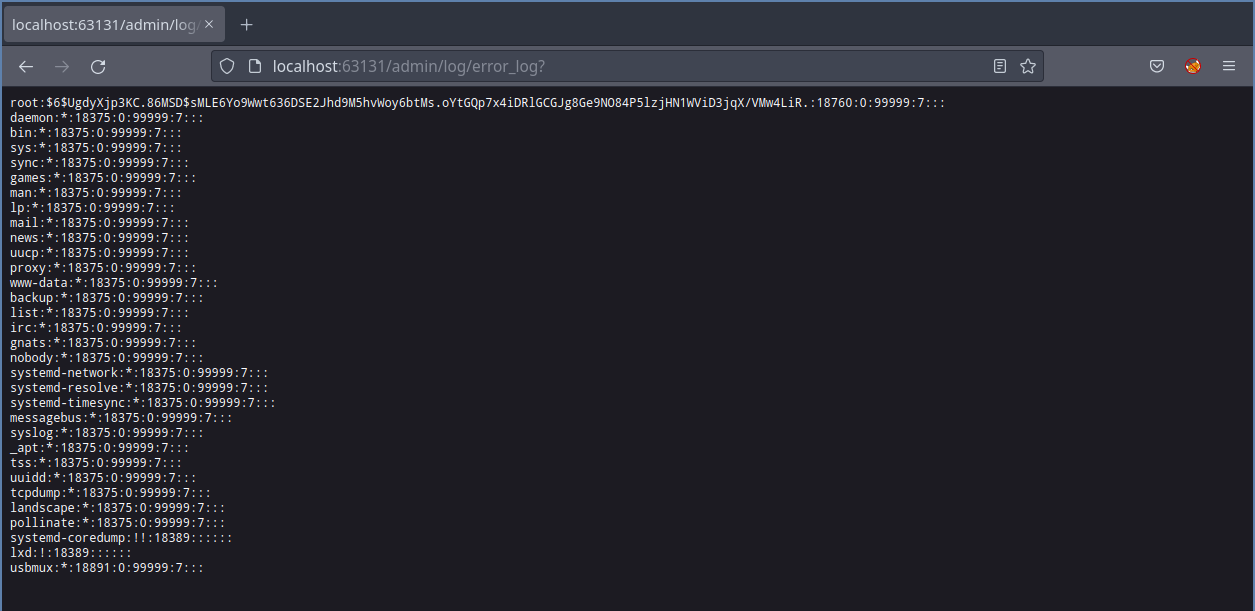 localhost:63131/admin/log/
localhost:63131/admin/log/error_log?
root:$6$UgdyXjp3KC.86MSD$sMLE6Yo9Wwt636DSE2Jhd9M5hvWoy6btMs.oYtGQp7x4iDRlGCGJg8Ge9NO84P5lzjHN1WViD3jqX/VMw4LiR.:18760:0:99999:7:::
daemon:*:18375:0:99999:7:::
bin:*:18375:0:99999:7:::
sys:*:18375:0:99999:7:::
sync:*:18375:0:99999:7:::
games:*:18375:0:99999:7:::
man:*:18375:0:99999:7:::
lp:*:18375:0:99999:7:::
mail:*:18375:0:99999:7:::
news:*:18375:0:99999:7:::
uucp:*:18375:0:99999:7:::
proxy:*:18375:0:99999:7:::
www-data:*:18375:0:99999:7:::
backup:*:18375:0:99999:7:::
list:*:18375:0:99999:7:::
irc:*:18375:0:99999:7:::
gnats:*:18375:0:99999:7:::
nobody:*:18375:0:99999:7:::
systemd-network:*:18375:0:99999:7:::
systemd-resolve:*:18375:0:99999:7:::
systemd-timesync:*:18375:0:99999:7:::
messagebus:*:18375:0:99999:7:::
syslog:*:18375:0:99999:7:::
_apt:*:18375:0:99999:7:::
tss:*:18375:0:99999:7:::
uuidd:*:18375:0:99999:7:::
tcpdump:*:18375:0:99999:7:::
landscape:*:18375:0:99999:7:::
pollinate:*:18375:0:99999:7:::
systemd-coredump:!!:18389::::::
lxd:!:18389::::::
usbmux:*:18891:0:99999:7:::